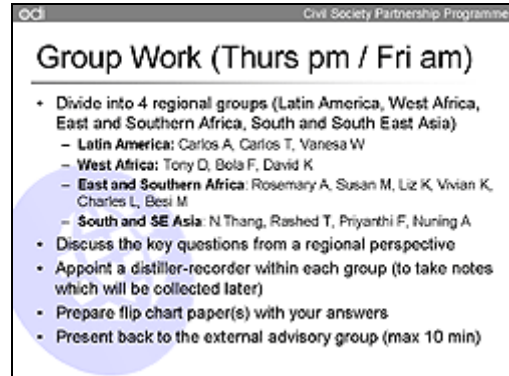 odi
Civil Society Partnership Programme
Group Work (Thurs pm / Fri am)
• Divide into 4 regional groups (Latin America, West Africa,
East and Southern Africa, South and South East Asia)
– Latin America: Carlos A, Carlos T, Vanesa W
– West Africa: Tony D, Bola F, David K
– East and Southern Africa: Rosemary A, Susan M, Liz K, Vivian K,
Charles L, Besi M
– South and SE Asia: N.Thang, Rashed T, Priyanthi F, Nuning A
• Discuss the key questions from a regional perspective
• Appoint a distiller-recorder within each group (to take notes
which will be collected later)
• Prepare flip chart paper(s) with your answers
• Present back to the external advisory group (max 10 min)